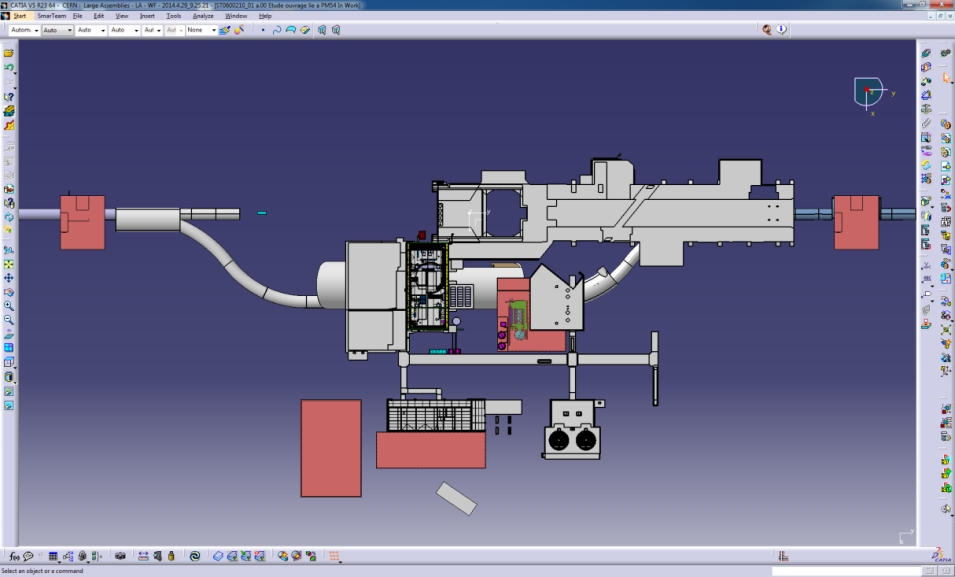 CATIA V5 R23 64 - CERN : Large Assemblies - LA - WF - 2014.4.29_9.25.21 - [ST0600210_01 a.00 Etude ouvrage lie a PM54 In Work]
Start SmarTeam File Edit View Insert Tools Analyze Window Help
Autom Auto Auto Auto Aut Aut None
y
x
Select an object or a command
CATIA